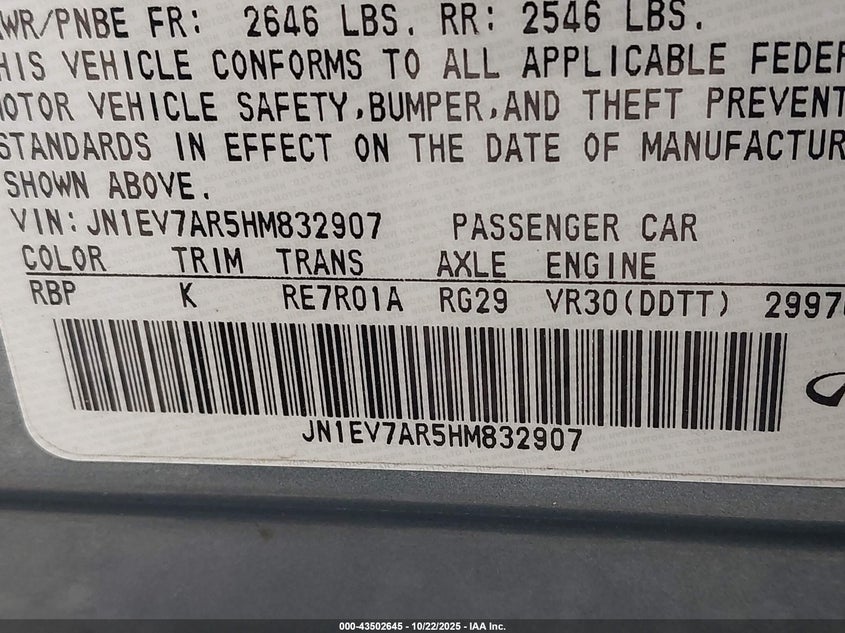 WR/PNBE FR: 2646 LBS. RR: 2546 LBS.
HIS VEHICLE CONFORMS TO ALL APPLICABLE FEDER
OTOR VEHICLE SAFETY, BUMPER, AND THEFT PREVENT
STANDARDS IN EFFECT ON THE DATE OF MANUFACTUR
SHOWN ABOVE.
VIN: JN1EV7AR5HM832907 PASSENGER CAR
COLOR TRIM TRANS AXLE ENGINE
RBP K RE7R01A RG29 VR30(DDTT) 2997
JN1EV7AR5HM832907
000-43502645 - 10/22/2025 - IAA Inc.